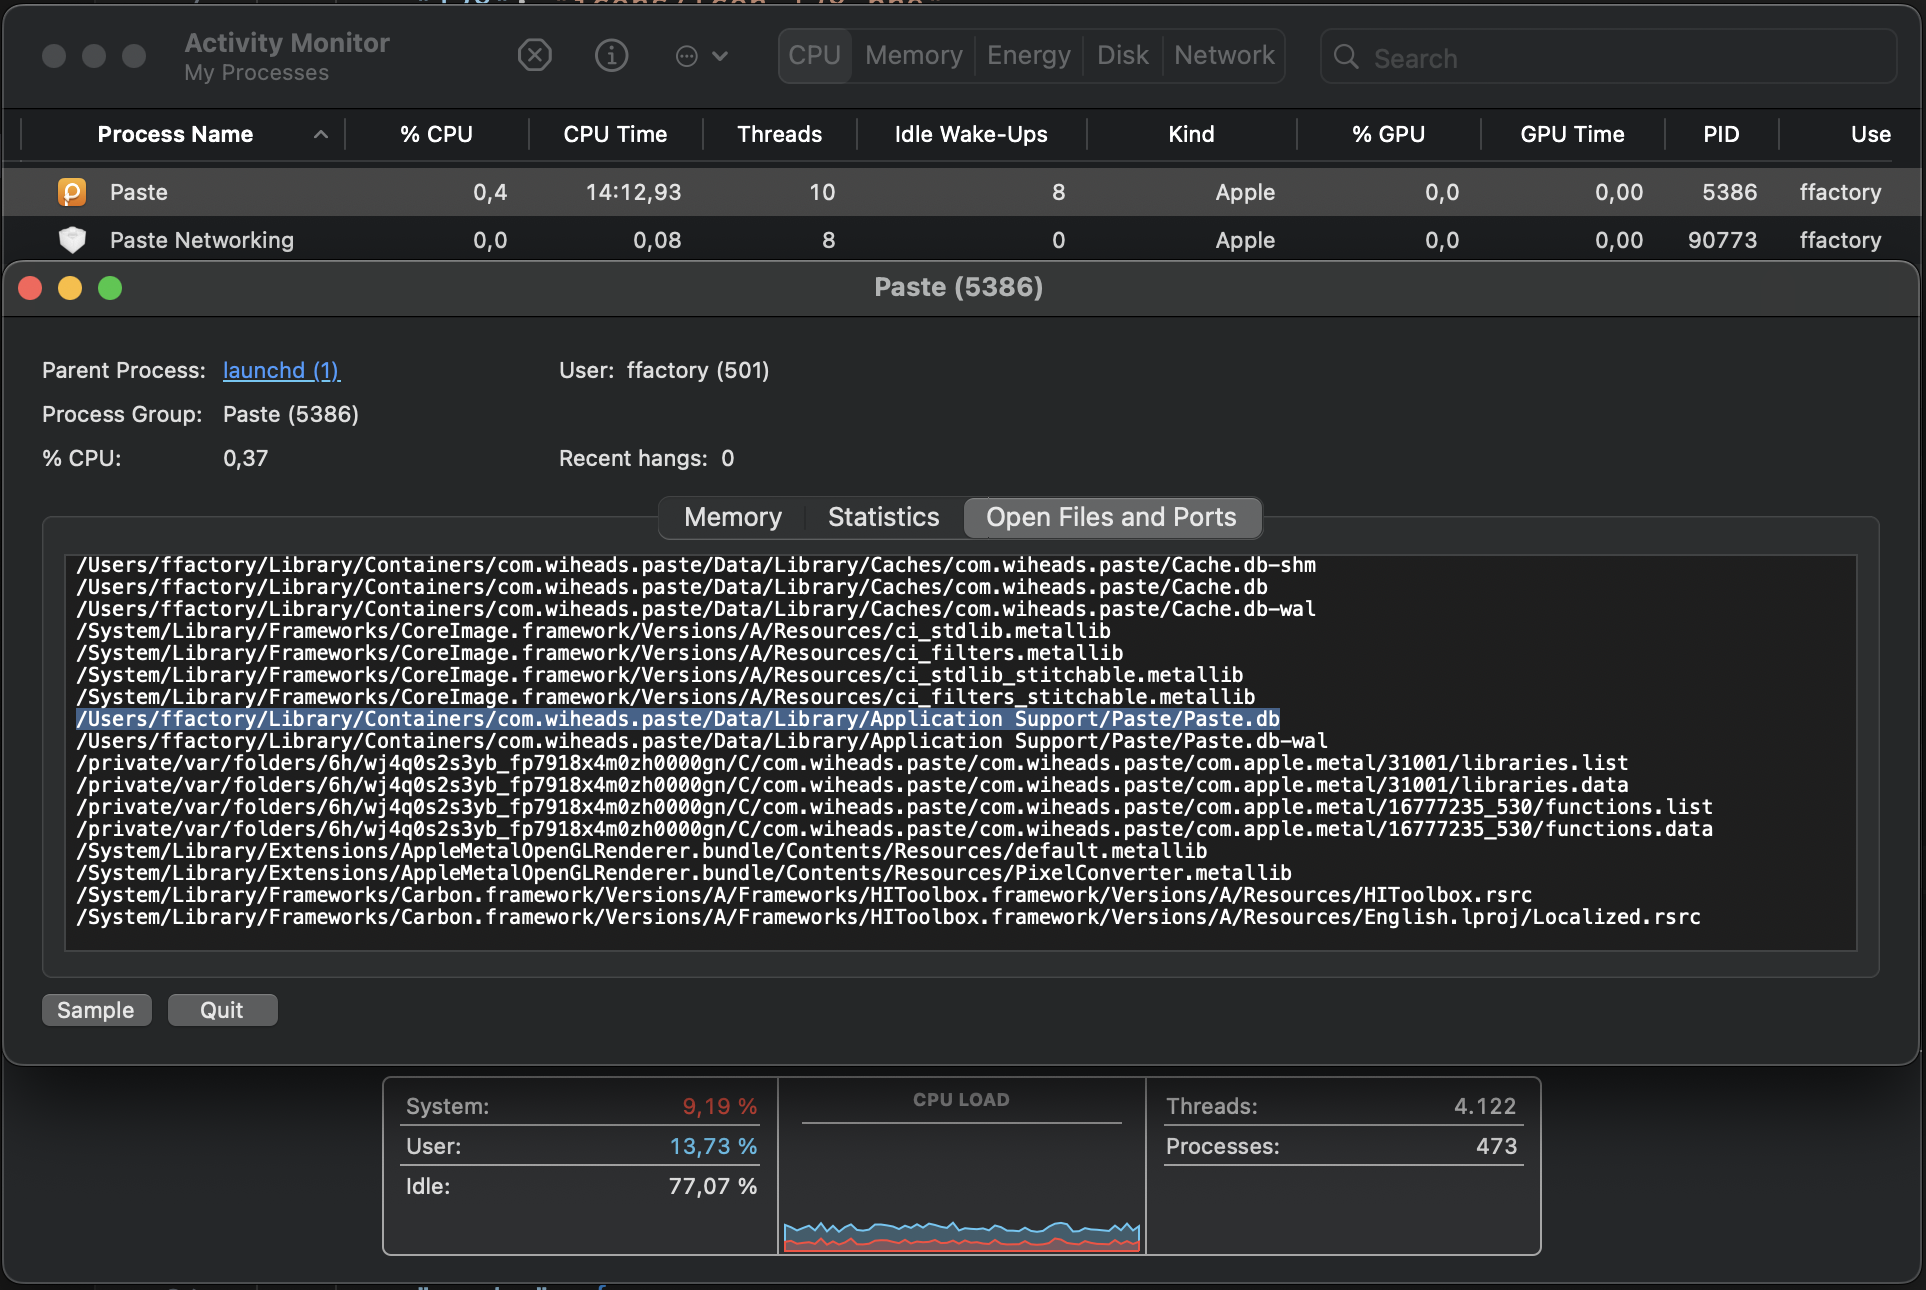 Activity Monitor
My Processes
CPU Memory Energy Disk Network
Search
Process Name % CPU CPU Time Threads Idle Wake-Ups Kind % GPU GPU Time PID Use
Paste 0,4 14:12,93 10 8 Apple 0,0 0,00 5386 ffactory
Paste Networking 0,0 0,08 8 0 Apple 0,0 0,00 90773 ffactory
Paste (5386)
Parent Process: launchd (1) User: ffactory (501)
Process Group: Paste (5386)
% CPU: 0,37 Recent hangs: 0
Memory Statistics Open Files and Ports
/Users/ffactory/Library/Containers/com.wiheads.paste/Data/Library/Caches/com.wiheads.paste/Cache.db-shm
/Users/ffactory/Library/Containers/com.wiheads.paste/Data/Library/Caches/com.wiheads.paste/Cache.db
/Users/ffactory/Library/Containers/com.wiheads.paste/Data/Library/Caches/com.wiheads.paste/Cache.db-wal
/System/Library/Frameworks/CoreImage.framework/Versions/A/Resources/ci_stdlib.metallib
/System/Library/Frameworks/CoreImage.framework/Versions/A/Resources/ci_filters.metallib
/System/Library/Frameworks/CoreImage.framework/Versions/A/Resources/ci_stdlib_stitchable.metallib
/System/Library/Frameworks/CoreImage.framework/Versions/A/Resources/ci_filters_stitchable.metallib
/Users/ffactory/Library/Containers/com.wiheads.paste/Data/Library/Application Support/Paste/Paste.db
/Users/ffactory/Library/Containers/com.wiheads.paste/Data/Library/Application Support/Paste/Paste.db-wal
/private/var/folders/6h/wj4q0s2s3yb_fp7918x4m0zh0000gn/C/com.wiheads.paste/com.wiheads.paste/com.apple.metal/31001/libraries.list
/private/var/folders/6h/wj4q0s2s3yb_fp7918x4m0zh0000gn/C/com.wiheads.paste/com.wiheads.paste/com.apple.metal/31001/libraries.data
/private/var/folders/6h/wj4q0s2s3yb_fp7918x4m0zh0000gn/C/com.wiheads.paste/com.wiheads.paste/com.apple.metal/16777235_530/functions.list
/private/var/folders/6h/wj4q0s2s3yb_fp7918x4m0zh0000gn/C/com.wiheads.paste/com.wiheads.paste/com.apple.metal/16777235_530/functions.data
/System/Library/Extensions/AppleMetalOpenGLRenderer.bundle/Contents/Resources/default.metallib
/System/Library/Extensions/AppleMetalOpenGLRenderer.bundle/Contents/Resources/PixelConverter.metallib
/System/Library/Frameworks/Carbon.framework/Versions/A/Frameworks/HIToolbox.framework/Versions/A/Resources/HIToolbox.rsrc
/System/Library/Frameworks/Carbon.framework/Versions/A/Frameworks/HIToolbox.framework/Versions/A/Resources/English.lproj/Localized.rsrc
Sample Quit
System: 9,19 % CPU LOAD Threads: 4.122
User: 13,73 % Processes: 473
Idle: 77,07 %